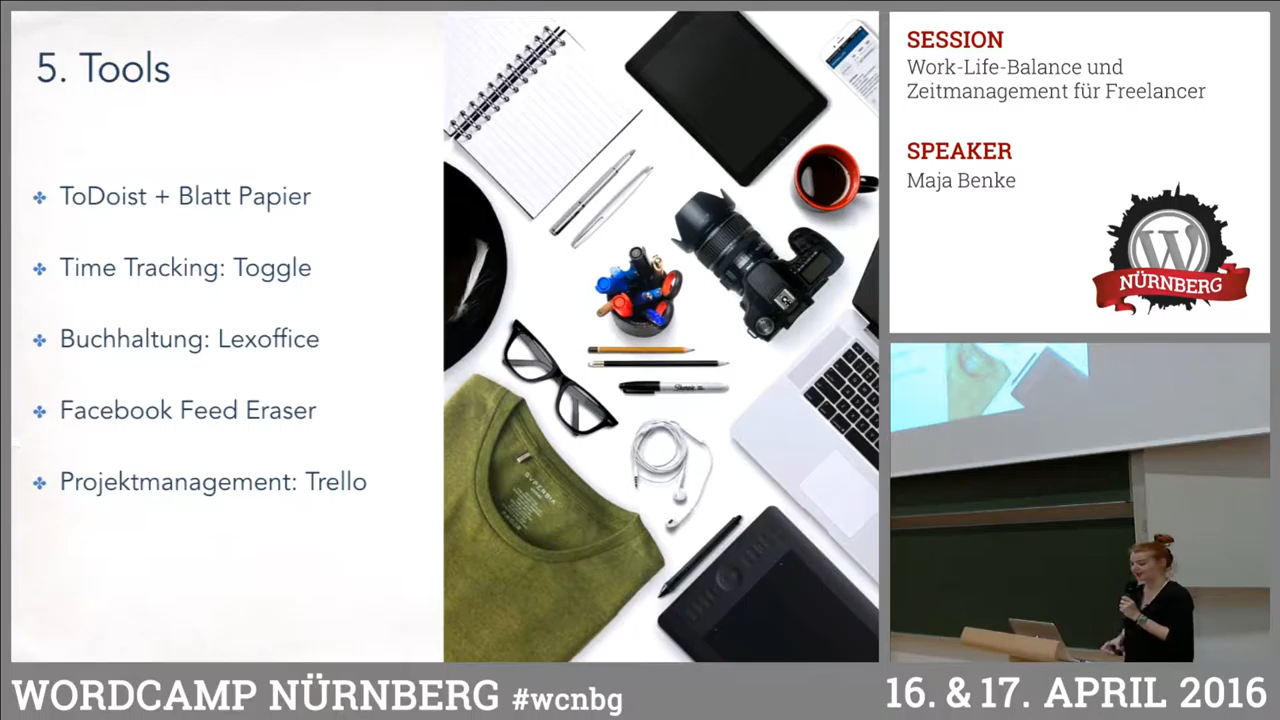 5. Tools
ToDoist + Blatt Papier
Time Tracking: Toggle
Buchhaltung: Lexoffice
Facebook Feed Eraser
Projektmanagement: Trello
SESSION
Work-Life-Balance und
Zeitmanagement für Freelancer
SPEAKER
Maja Benke
W
NÜRNBERG
Sharpie
WORDCAMP NÜRNBERG #wcnbg
16. & 17. APRIL 2016